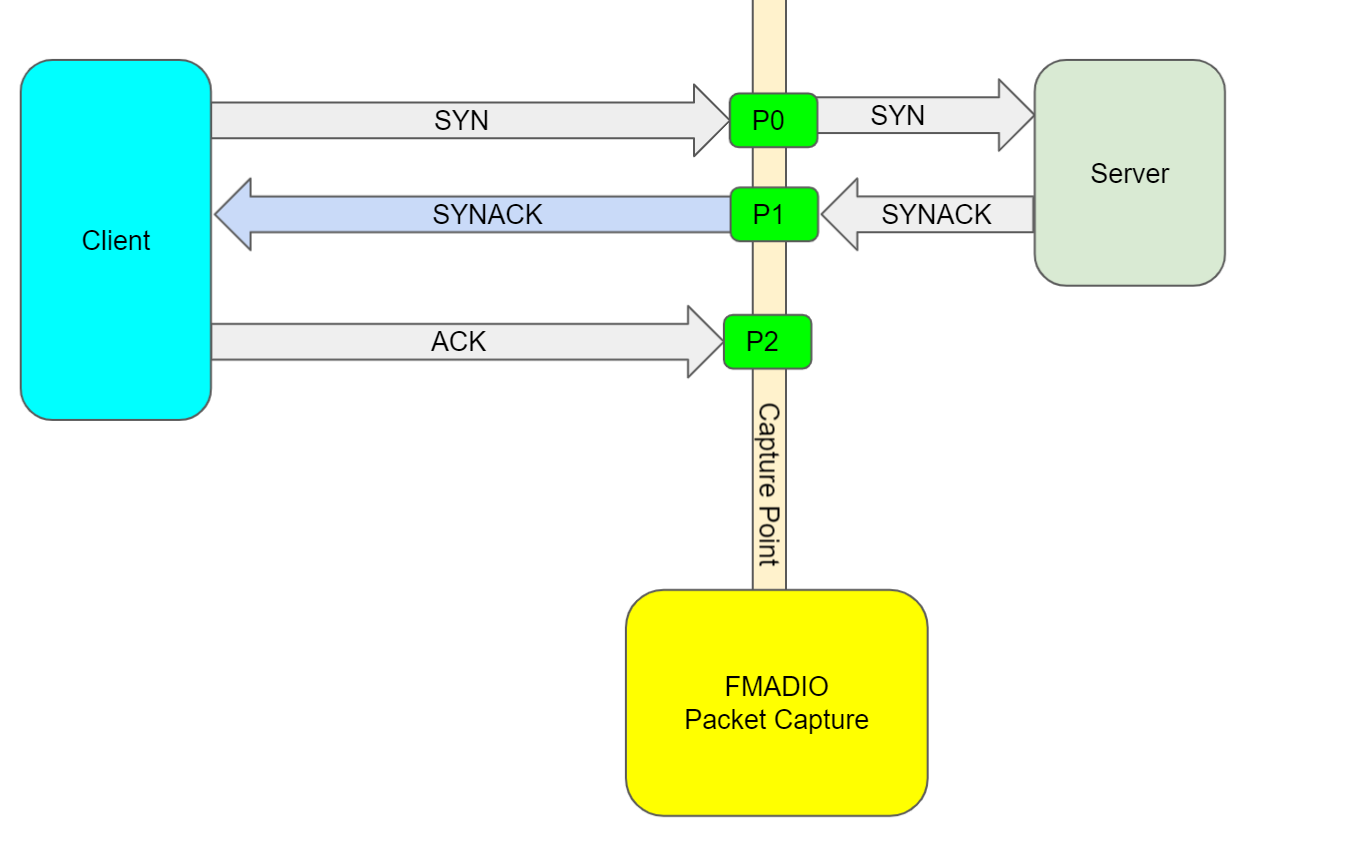 SYN
P0
SYN
Server
Client
SYNACK
P1
SYNACK
ACK
P2
Capture Point
FMADIO
Packet Capture